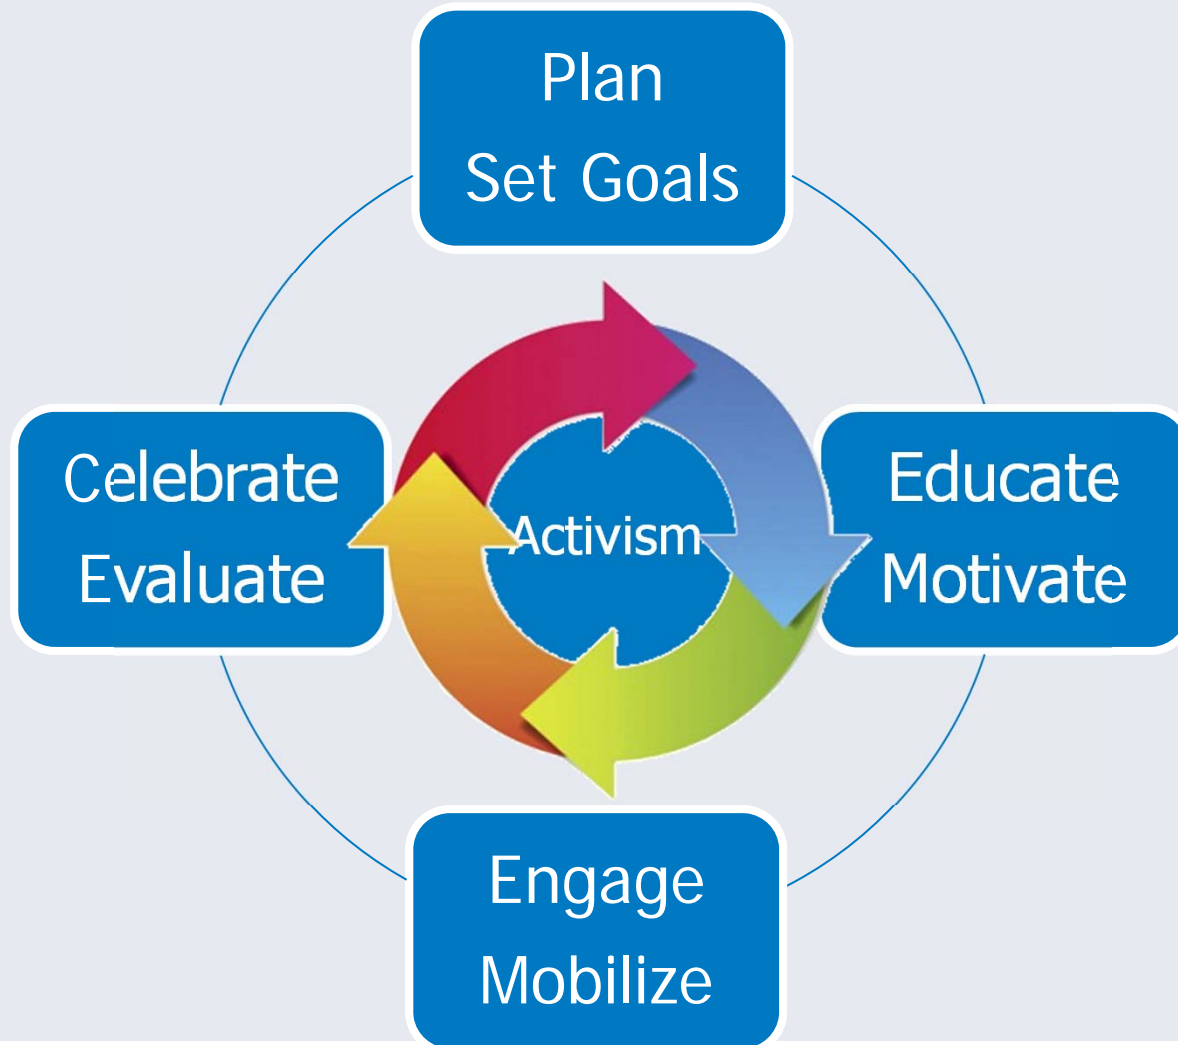 Plan
Set Goals
Celebrate
Evaluate
Activism
Educate
Motivate
Engage
Mobilize